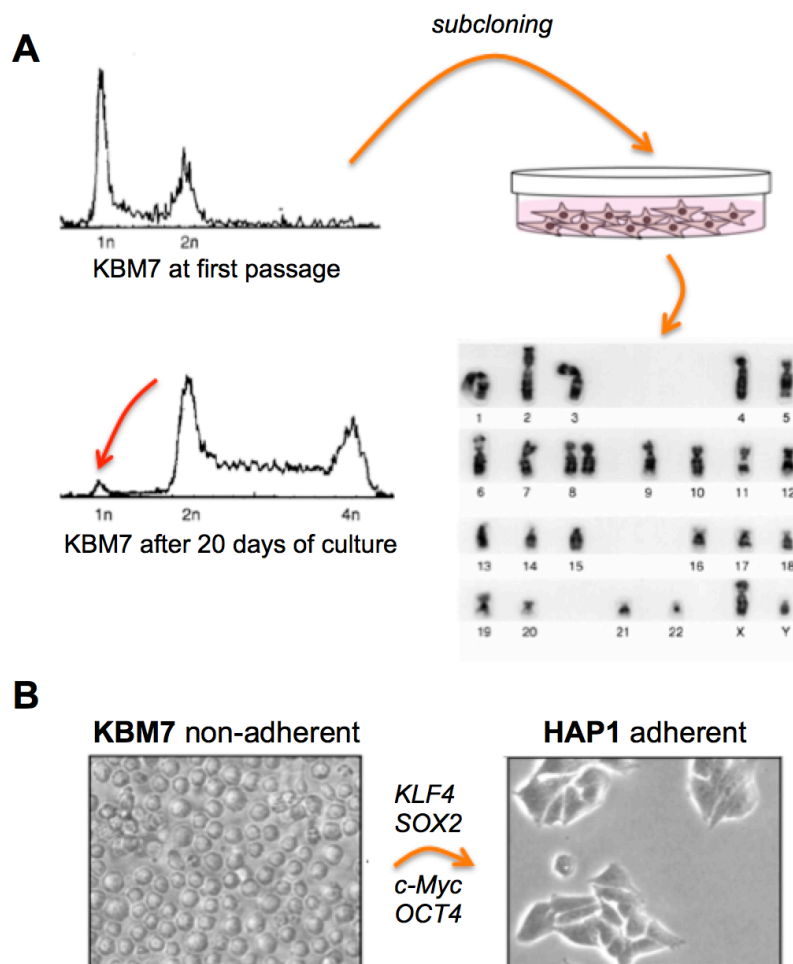 A
subcloning
1n 2n
KBM7 at first passage
1n 2n 4n
KBM7 after 20 days of culture
1 2 3 4 5
6 7 8 9 10 11 12
13 14 15 16 17 18
19 20 21 22 X Y
B
KBM7 non-adherent
HAP1 adherent
KLF4
SOX2
c-Myc
OCT4